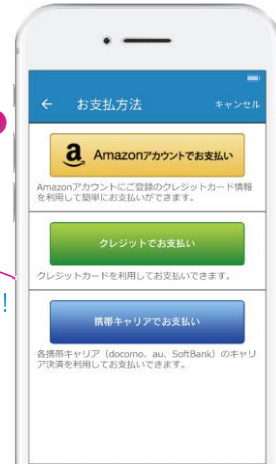 お支払方法
キャンセル
a Amazonアカウントでお支払い
Amazonアカウントにご登録のクレジットカード情報
を利用して簡単にお支払いができます。
クレジットでお支払い
クレジットカードを利用してお支払いできます。
!
携帯キャリアでお支払い
各携帯キャリア（docomo、au、SoftBank）のキャリ
ア決済を利用してお支払いできます。